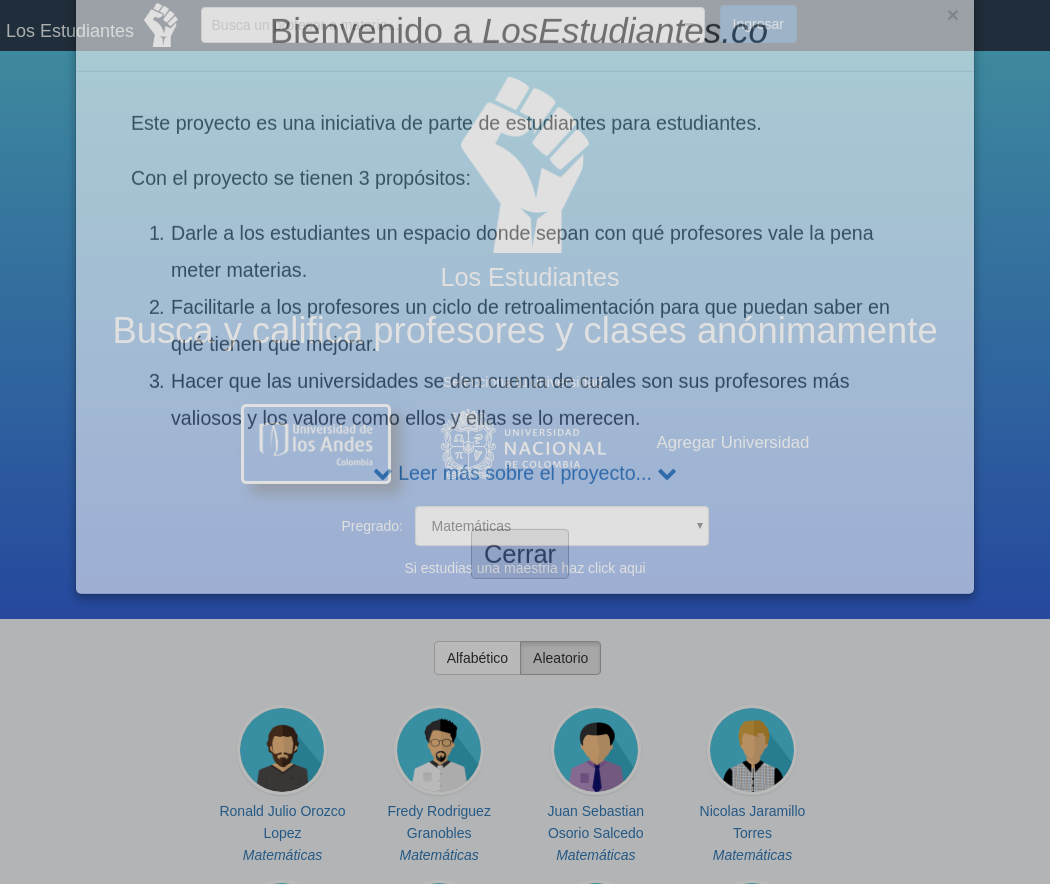 Los Estudiantes
Ingresar
×
Bienvenido a LosEstudiantes.co
Este proyecto es una iniciativa de parte de estudiantes para estudiantes.
Con el proyecto se tienen 3 propósitos:
1. Darle a los estudiantes un espacio donde sepan con qué profesores vale la pena
meter materias.
Los Estudiantes
2. Facilitarle a los profesores un ciclo de retroalimentación para que puedan saber en
qué tienen que mejorar.
Busca y califica profesores y clases anónimamente
3. Hacer que las universidades se den cuenta de cuales son sus profesores más
valiosos y los valore como ellos y ellas se lo merecen.
Universidad de
los Andes
Colombia
UNIVERSIDAD
NACIONAL
DE COLOMBIA
Agregar Universidad
Leer más sobre el proyecto...
Pregrado:
Matemáticas
Cerrar
Si estudias una maestria haz click aqui
Alfabético
Aleatorio
Ronald Julio Orozco
Lopez
Matemáticas
Fredy Rodriguez
Granobles
Matemáticas
Juan Sebastian
Osorio Salcedo
Matemáticas
Nicolas Jaramillo
Torres
Matemáticas